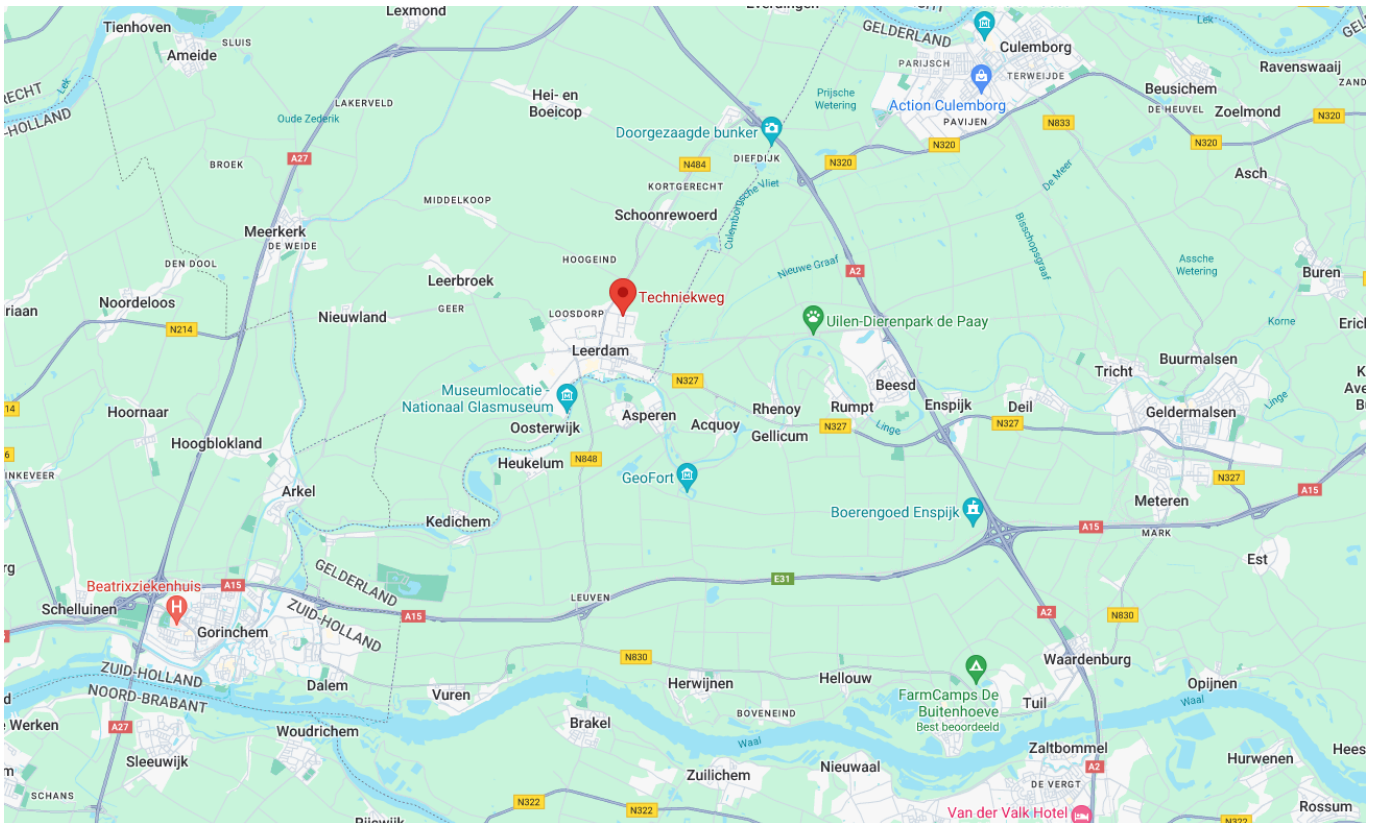 Lexmond
Everdingen
Tienhoven
SLUIS
Ameide
Lek
GELDERLAND
Culemborg
PARIJSCH
TERWEIJDE
Action Culemborg
PAVIJEN
Lek
Ravenswaaij
Beusichem
DE HEUVEL
Zoelmond
N320
N833
N320
N320
N320
Lek
ZUID-HOLLAND
LAKERVELD
Oude Zederik
Hei- en
Boeicop
Prijsche
Wetering
Doorgezaagde bunker
DIEFDIJK
BROEK
A27
N484
KORTGERECHT
Culemborgsche Vliet
De Meer
Asch
MIDDELKOOP
Schoonrewoerd
Bisschopsgraaf
Meerkerk
DE WEIDE
HOOGEIND
DEN DOOL
Leerbroek
GEER
Nieuwe Graaf
A2
Assche
Wetering
Buren
Noordeloos
Nieuwland
LOOSDORP
Techniekweg
Uilen-Dierenpark de Paay
Korne
N214
Leerdam
Buurmalsen
Tricht
Museumlocatie -
Nationaal Glasmuseum
N327
Beesd
Linge
Hoornaar
Asperen
Rhenoy
Rumpt
Enspijk
Deil
Geldermalsen
Oosterwijk
Acquoy
Gellicum
N327
Linge
N327
Hoogblokland
Heukelum
N848
GeoFort
N327
A15
Arkel
Meteren
Kedichem
Boerengoed Enspijk
A15
MARK
Est
GELDERLAND
E31
Beatrixziekenhuis
A15
LEUVEN
Schelluinen
ZUID-HOLLAND
A15
A2
N830
Gorinchem
N830
Waardenburg
ZUID-HOLLAND
NOORD-BRABANT
Dalem
Vuren
Herwijnen
Hellouw
FarmCamps De
Buitenhoeve
Best beoordeeld
Tuil
Opijnen
Waal
A27
Woudrichem
Brakel
BOVENEIND
Waal
Sleeuwijk
Zaltbommel
Hurwenen
Zuilichem
Nieuwaal
A2
DE VERGT
SCHANS
N322
N322
Van der Valk Hotel
N322
Rossum